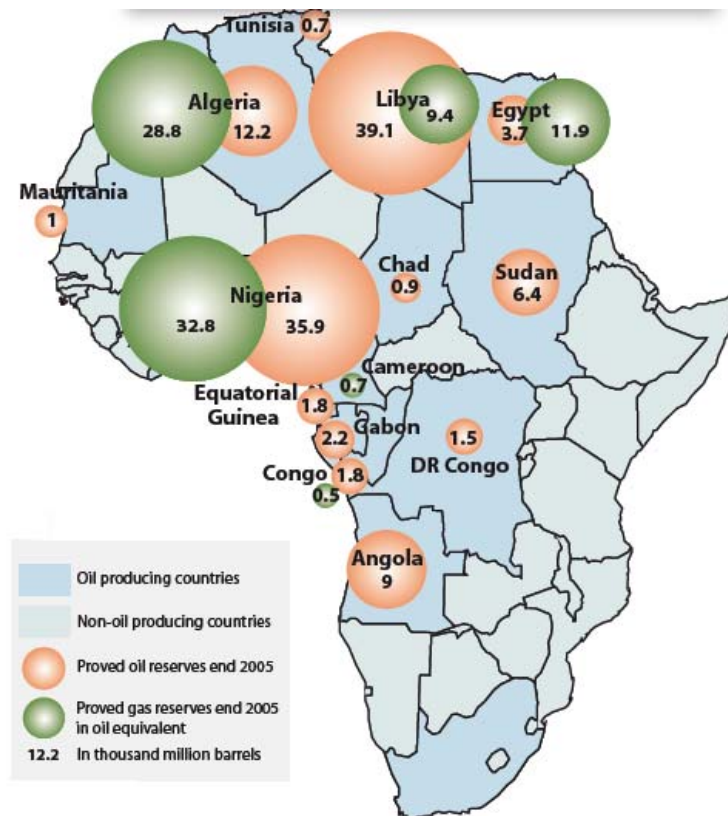 Tunisia 0.7
Algeria
28.8
12.2
Libya
39.1
9.4
Egypt
3.7
11.9
Mauritania
1
Chad
0.9
Sudan
6.4
Nigeria
32.8
35.9
Cameroon
0.7
Equatorial
Guinea
1.8
Gabon
2.2
Congo
1.8
0.5
1.5
DR Congo
Angola
9
Oil producing countries
Non-oil producing countries
Proved oil reserves end 2005
Proved gas reserves end 2005
in oil equivalent
12.2 In thousand million barrels